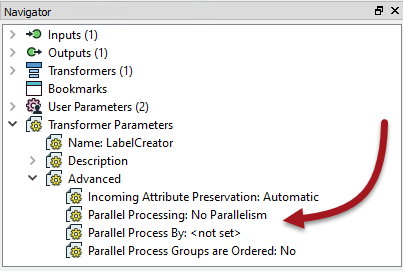 Navigator
Inputs (1)
Outputs (1)
Transformers (1)
Bookmarks
User Parameters (2)
Transformer Parameters
Name: LabelCreator
Description
Advanced
Incoming Attribute Preservation: Automatic
Parallel Processing: No Parallelism
Parallel Process By: <not set>
Parallel Process Groups are Ordered: No